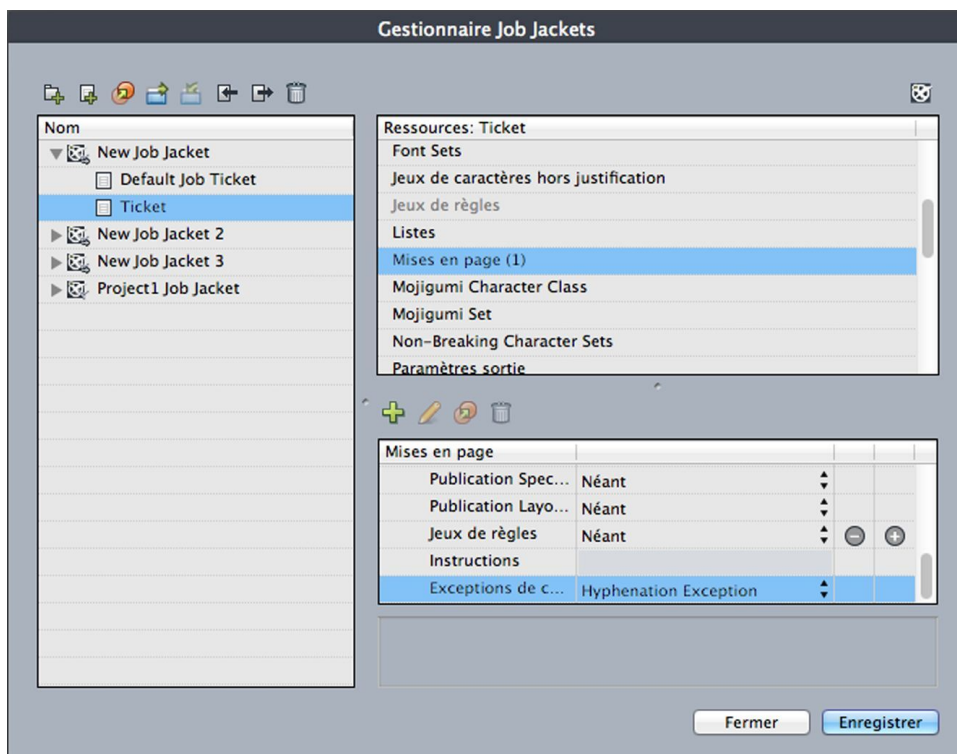 Gestionnaire Job Jackets
Nom
New Job Jacket
Default Job Ticket
Ticket
New Job Jacket 2
New Job Jacket 3
Project1 Job Jacket
Ressources: Ticket
Font Sets
Jeux de caractères hors justification
Jeux de règles
Listes
Mises en page (1)
Mojigumi Character Class
Mojigumi Set
Non-Breaking Character Sets
Paramètres sortie
Mises en page
Publication Spec... Néant
Publication Layo... Néant
Jeux de règles Néant
Instructions
Exceptions de c... Hyphenation Exception
Fermer Enregistrer